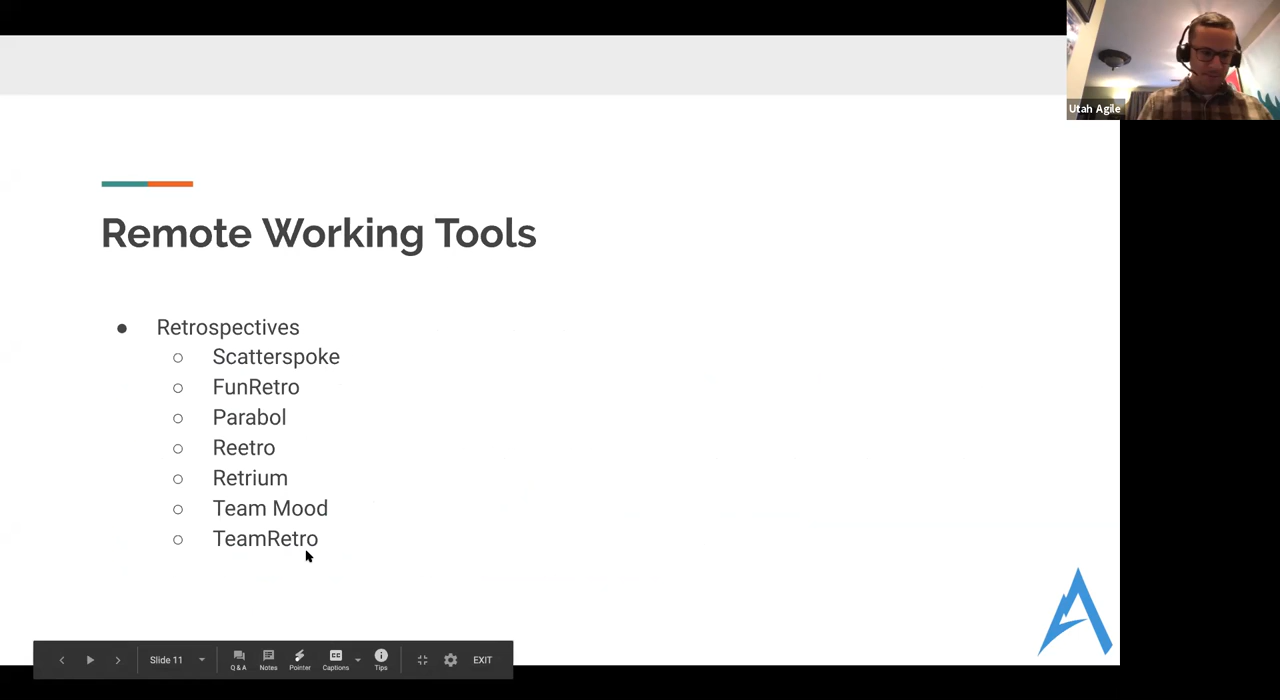 Utah Agile
Remote Working Tools
Retrospectives
Scatterspoke
FunRetro
Parabol
Reetro
Retrium
Team Mood
TeamRetro
Slide 11
Q & A
Notes
Pointer
Captions
Tips
EXIT